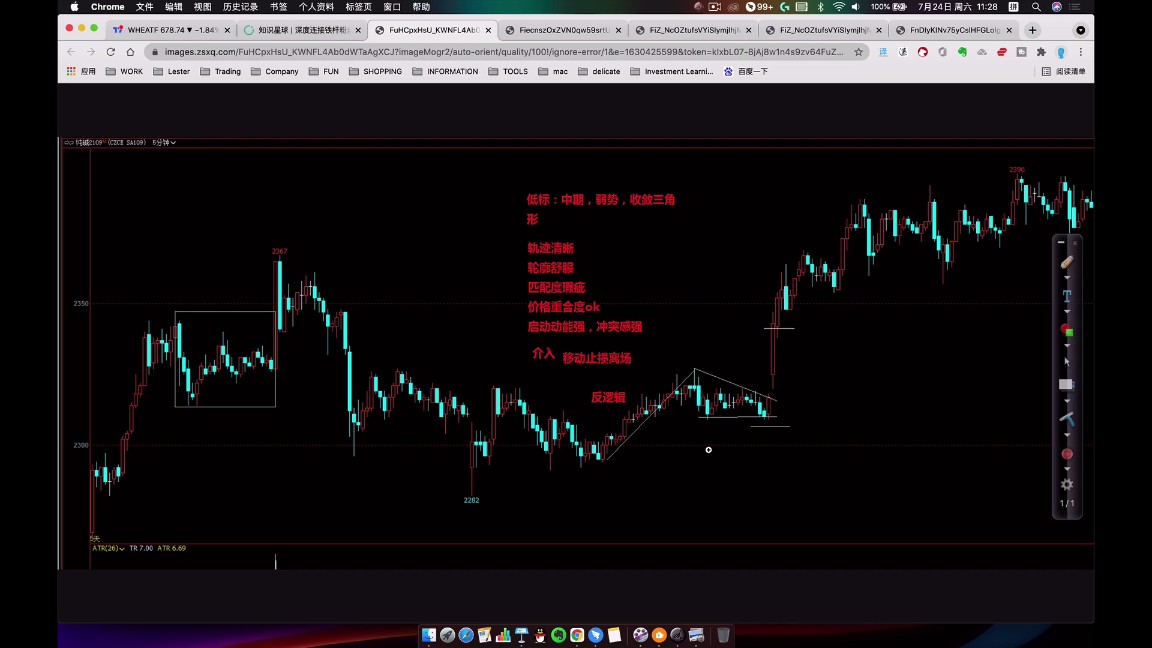 Chrome 文件 编辑 视图 历史记录 书签 个人资料 标签页 窗口 帮助 99+ 100% 7月24日 周六 11:28
WHEATF 678.74 ▼ -1.84% 知识星球 | 深度连接铁杆粉 FuHCpxHsU_KWNFL4Ab0 FiecnszOxZVN0qw59srtU FiZ_NcOZtufsVYiSlymjlhj FiZ_NcOZtufsVYiSlymjlhj FnDlyKlNv75yCslHFGLolp
images.zsxq.com/FuHCpxHsU_KWNFL4Ab0dWTaAgXCJ?imageMogr2/auto-orient/quality/100!/ignore-error/1&e=1630425599&token=kIxbL07-8jAj8w1n4s9zv64FuZ...
应用 WORK Lester Trading Company FUN SHOPPING INFORMATION TOOLS mac delicate Investment Learni... 百度一下 阅读清单
纯碱2109 (CZCE SA109) 5分钟
2396
低标：中期，弱势，收敛三角
形
轨迹清晰
2367
轮廓舒服
匹配度瑕疵
2350
价格重合度ok
启动动能强，冲突感强
介入 移动止损离场
反逻辑
2300
2282
1/1
5天
ATR(26) TR 7.00 ATR 6.69